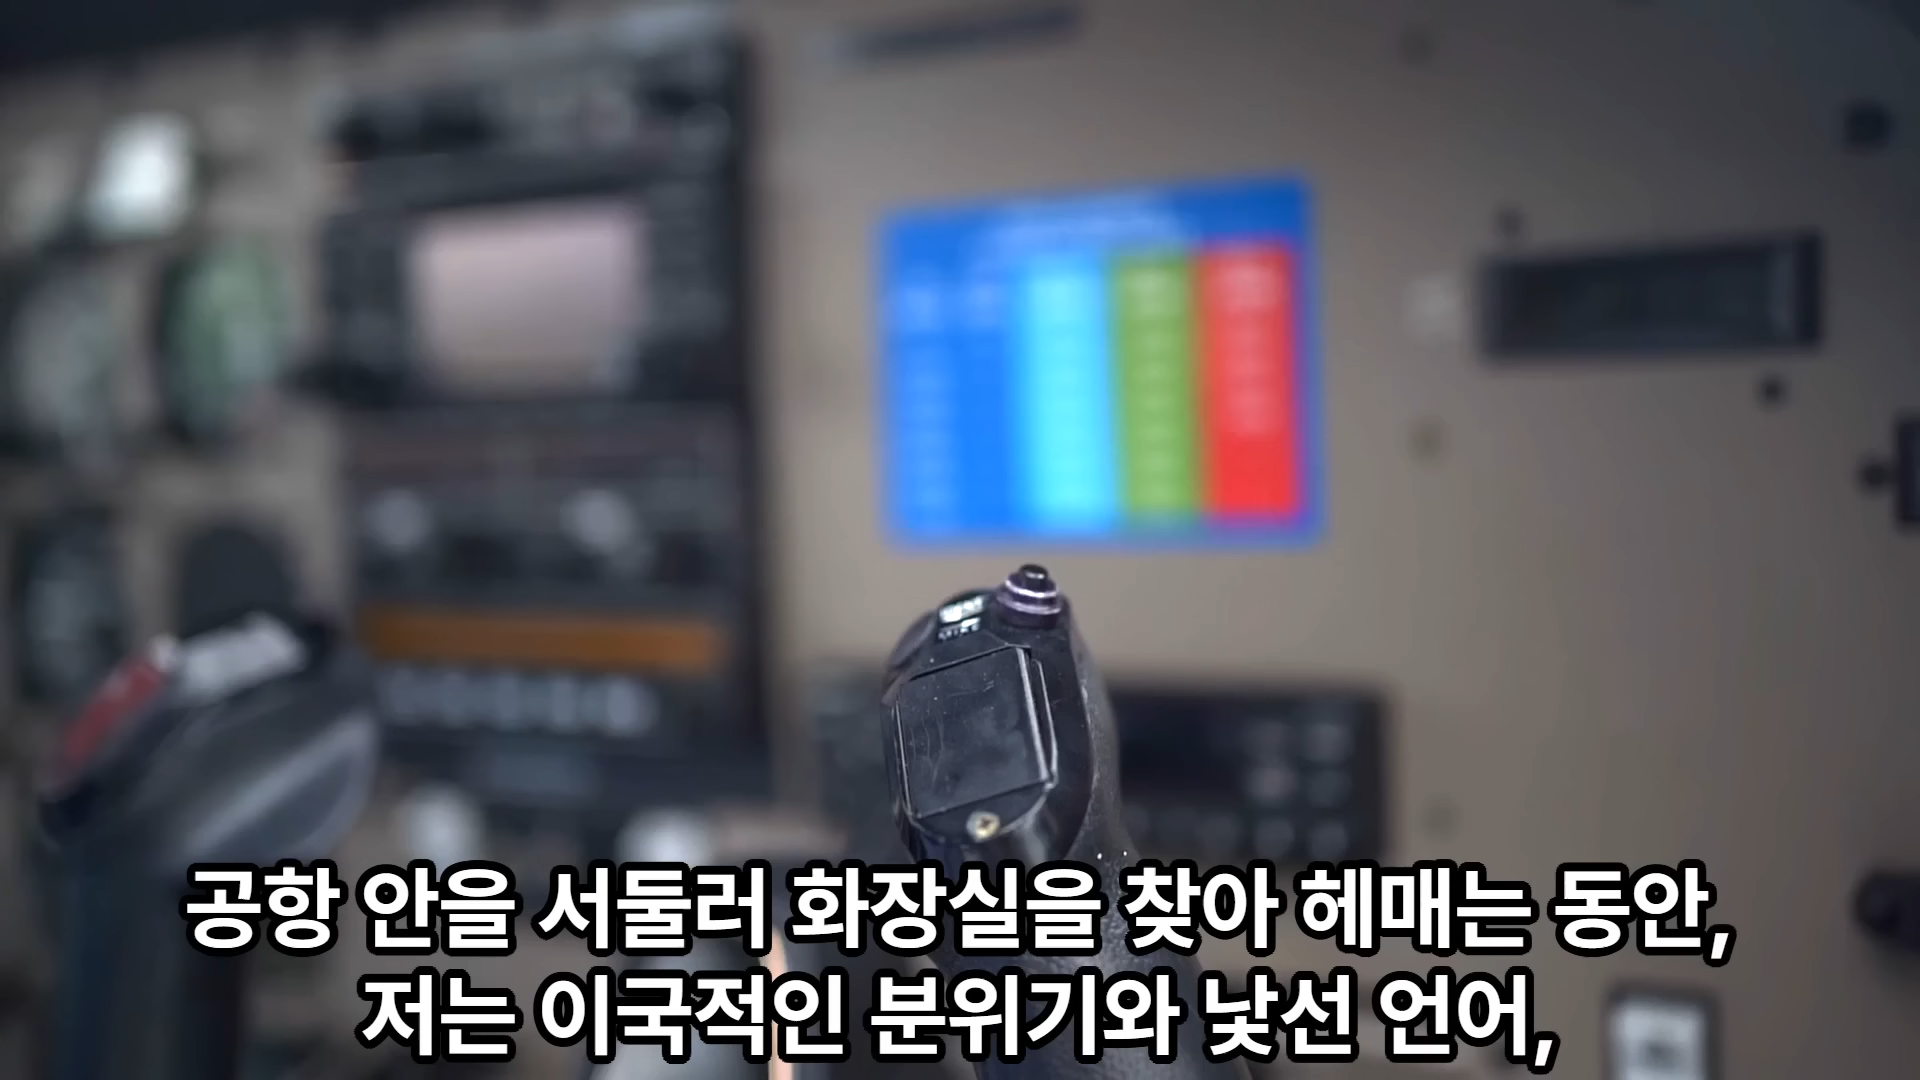 공항 안을 서둘러 화장실을 찾아 헤매는 동안,
저는 이국적인 분위기와 낯선 언어,